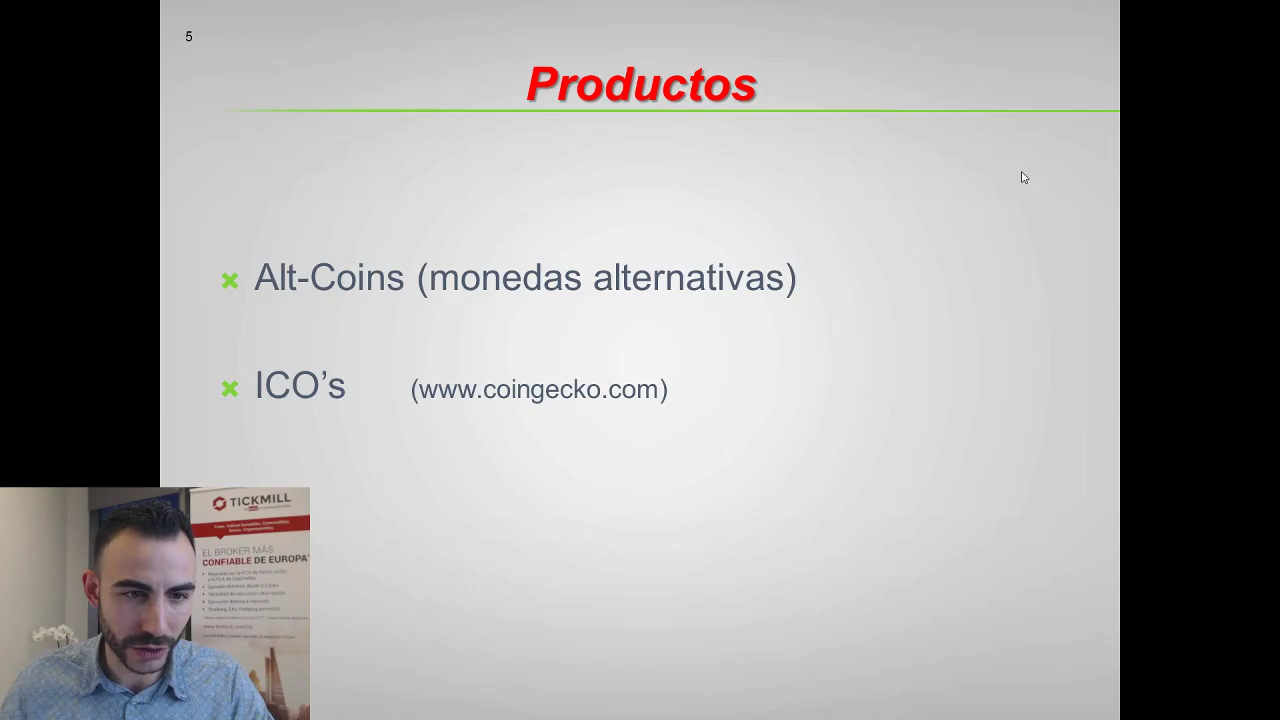 5
Productos
Alt-Coins (monedas alternativas)
ICO’s (www.coingecko.com)
TICKMILL
EL BROKER MÁS
CONFIABLE DE EUROPA